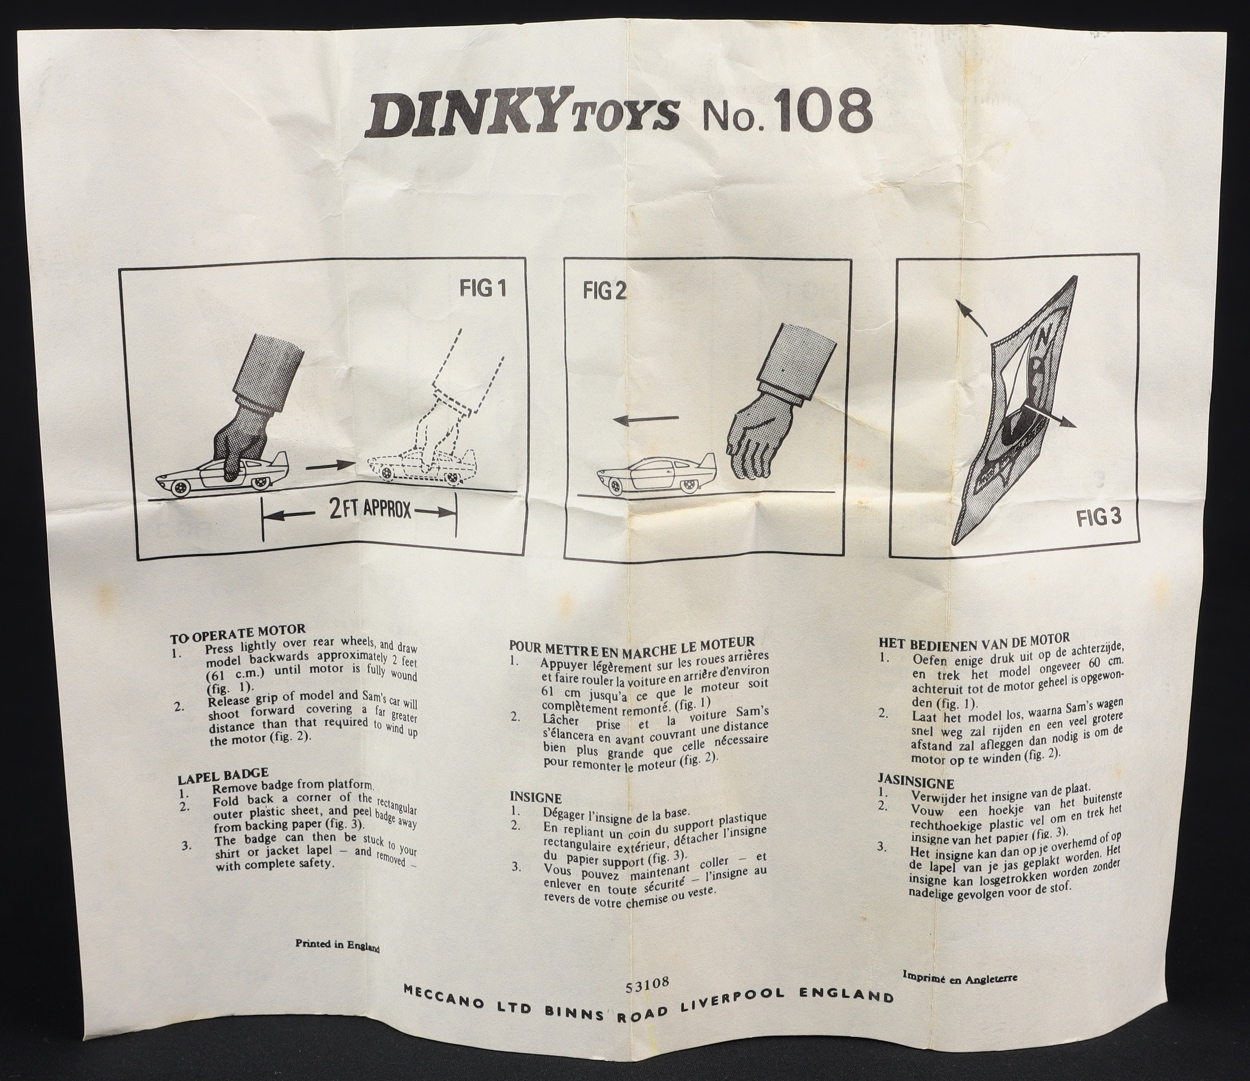 DINKY TOYS No. 108
FIG 1
2FT APPROX
FIG 2
FIG 3
TO OPERATE MOTOR
1. Press lightly over rear wheels, and draw
model backwards approximately 2 feet
(61 c.m.) until motor is fully wound
(fig. 1).
2. Release grip of model and Sam's car will
shoot forward covering a far greater
distance than that required to wind up
the motor (fig. 2).
LAPEL BADGE
1. Remove badge from platform.
2. Fold back a corner of the rectangular
outer plastic sheet, and peel badge away
from backing paper (fig. 3).
3. The badge can then be stuck to your
shirt or jacket lapel – and removed –
with complete safety.
Printed in England
POUR METTRE EN MARCHE LE MOTEUR
1. Appuyer légèrement sur les roues arrières
et faire rouler la voiture en arrière d'environ
61 cm jusqu'a ce que le moteur soit
complètement remonté. (fig. 1)
2. Lâcher prise et la voiture Sam's
s'élancera en avant couvrant une distance
bien plus grande que celle nécessaire
pour remonter le moteur (fig. 2).
INSIGNE
1. Dégager l'insigne de la base.
2. En repliant un coin du support plastique
rectangulaire extérieur, détacher l'insigne
du papier support (fig. 3).
3. Vous pouvez maintenant coller – et
enlever en toute sécurité – l'insigne au
revers de votre chemise ou veste.
HET BEDIENEN VAN DE MOTOR
1. Oefen enige druk uit op de achterzijde,
en trek het model ongeveer 60 cm.
achteruit tot de motor geheel is opgewon-
den (fig. 1).
2. Laat het model los, waarna Sam's wagen
snel weg zal rijden en een veel grotere
afstand zal afleggen dan nodig is om de
motor op te winden (fig. 2).
JASINSIGNE
1. Verwijder het insigne van de plaat.
2. Vouw een hoekje van het buitenste
rechthoekige plastic vel om en trek het
insigne van het papier (fig. 3).
3. Het insigne kan dan op je overhemd of op
de lapel van je jas geplakt worden. Het
insigne kan losgetrokken worden zonder
nadelige gevolgen voor de stof.
Imprimé en Angleterre
53108
MECCANO LTD BINNS ROAD LIVERPOOL ENGLAND